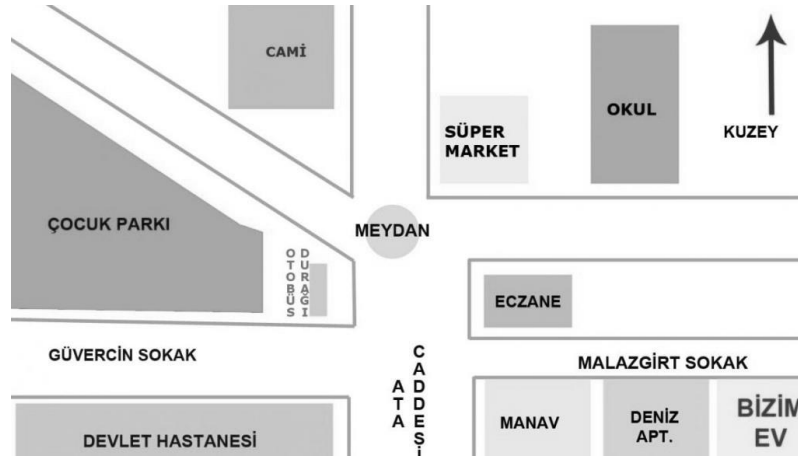 CAMİ
OKUL
SÜPER
MARKET
KUZEY
ÇOCUK PARKI
MEYDAN
OTOBÜS
DURAĞI
ECZANE
GÜVERCİN SOKAK
MALAZGİRT SOKAK
ATA
CADDESİ
DEVLET HASTANESİ
MANAV
DENİZ
APT.
BİZİM
EV